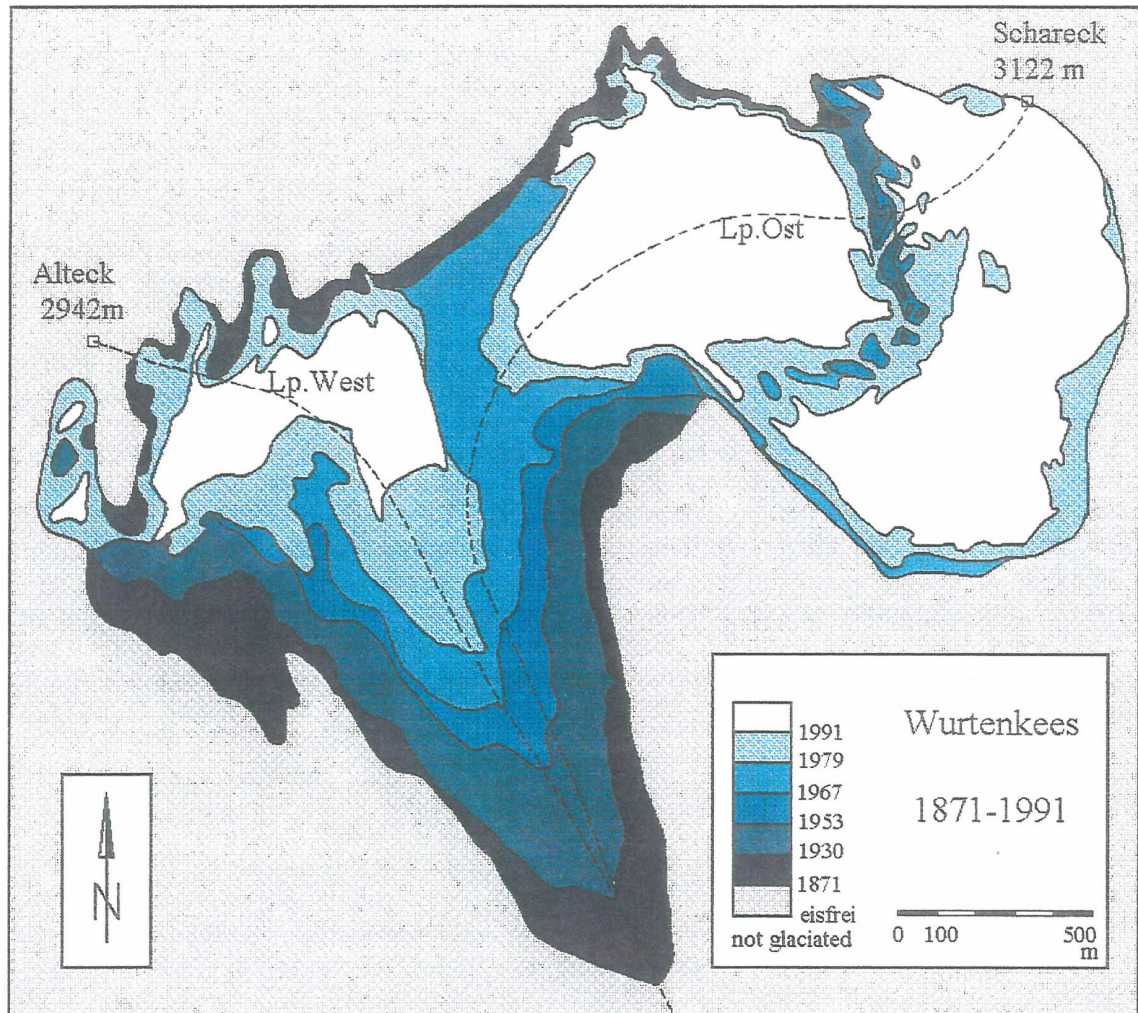 Schareck
3122 m
Alteck
2942m
Lp.Ost
Lp.West
Wurtenkees
1871-1991
1991
1979
1967
1953
1930
1871
eisfrei
not glaciated
0 100 500
m
N